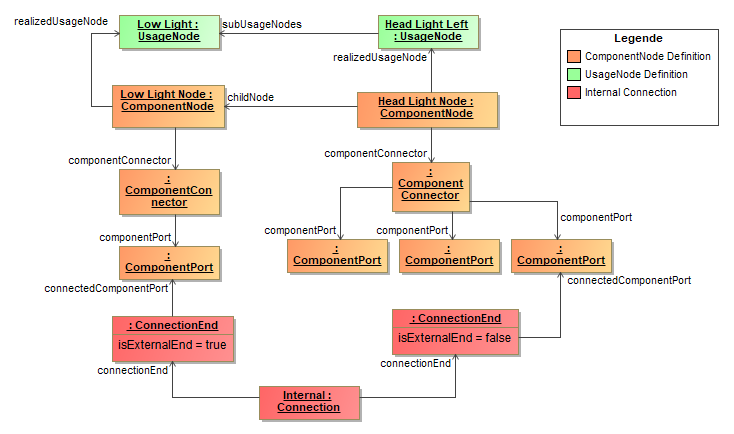 realizedUsageNode
Low Light :
UsageNode
subUsageNodes
Head Light Left
: UsageNode
realizedUsageNode
Legende
ComponentNode Definition
UsageNode Definition
Internal Connection
Low Light Node :
ComponentNode
childNode
Head Light Node :
ComponentNode
componentConnector
componentConnector
:
ComponentCon
nector
:
Component
Connector
componentPort
componentPort
componentPort
componentPort
:
ComponentPort
:
ComponentPort
:
ComponentPort
:
ComponentPort
connectedComponentPort
connectedComponentPort
: ConnectionEnd
isExternalEnd = true
: ConnectionEnd
isExternalEnd = false
connectionEnd
connectionEnd
Internal :
Connection